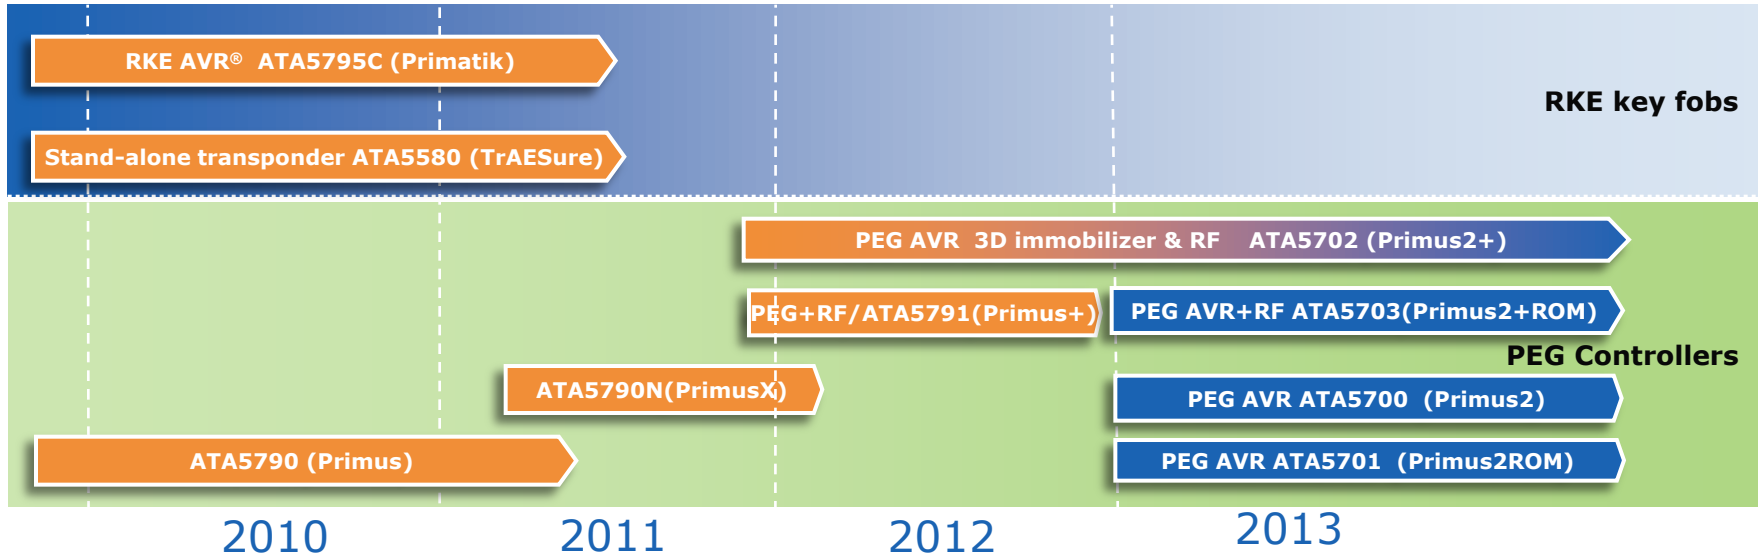 RKE AVR® ATA5795C (Primatik)
RKE key fobs
Stand-alone transponder ATA5580 (TrAESure)
PEG AVR 3D immobilizer & RF ATA5702 (Primus2+)
PEG+RF/ATA5791(Primus+)
PEG AVR+RF ATA5703(Primus2+ROM)
PEG Controllers
ATA5790N(PrimusX)
PEG AVR ATA5700 (Primus2)
ATA5790 (Primus)
PEG AVR ATA5701 (Primus2ROM)
2010
2011
2012
2013